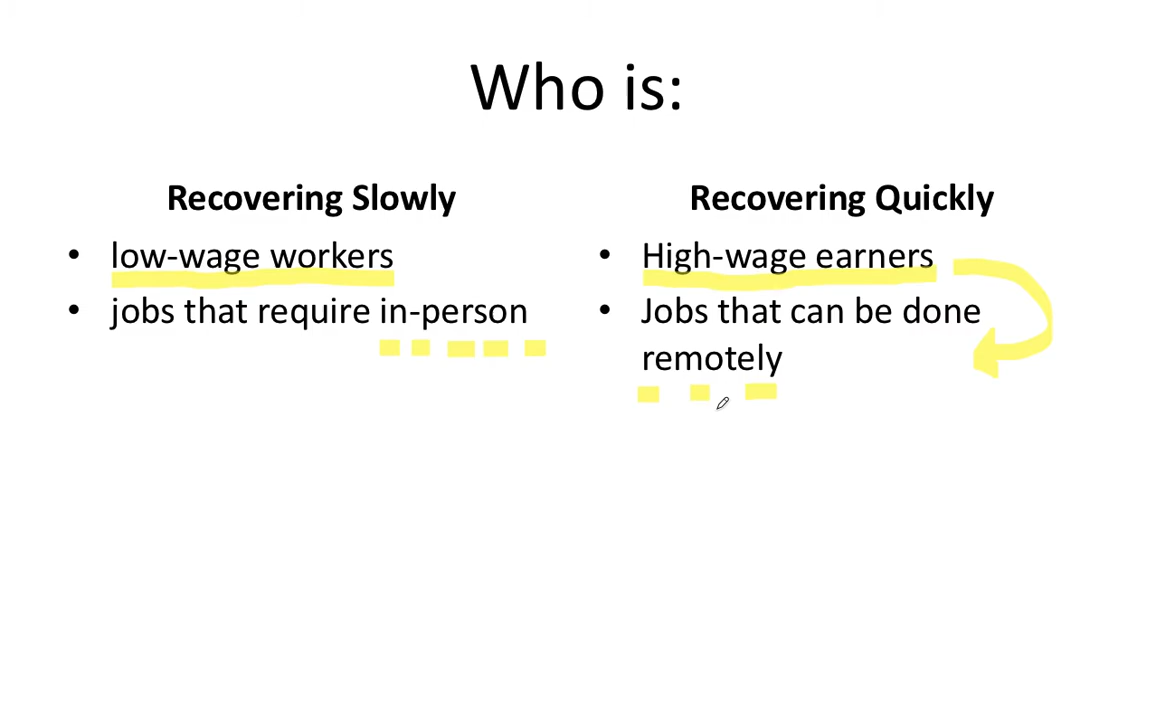 Who is:
Recovering Slowly
• low-wage workers
• jobs that require in-person
Recovering Quickly
• High-wage earners
• Jobs that can be done
remotely